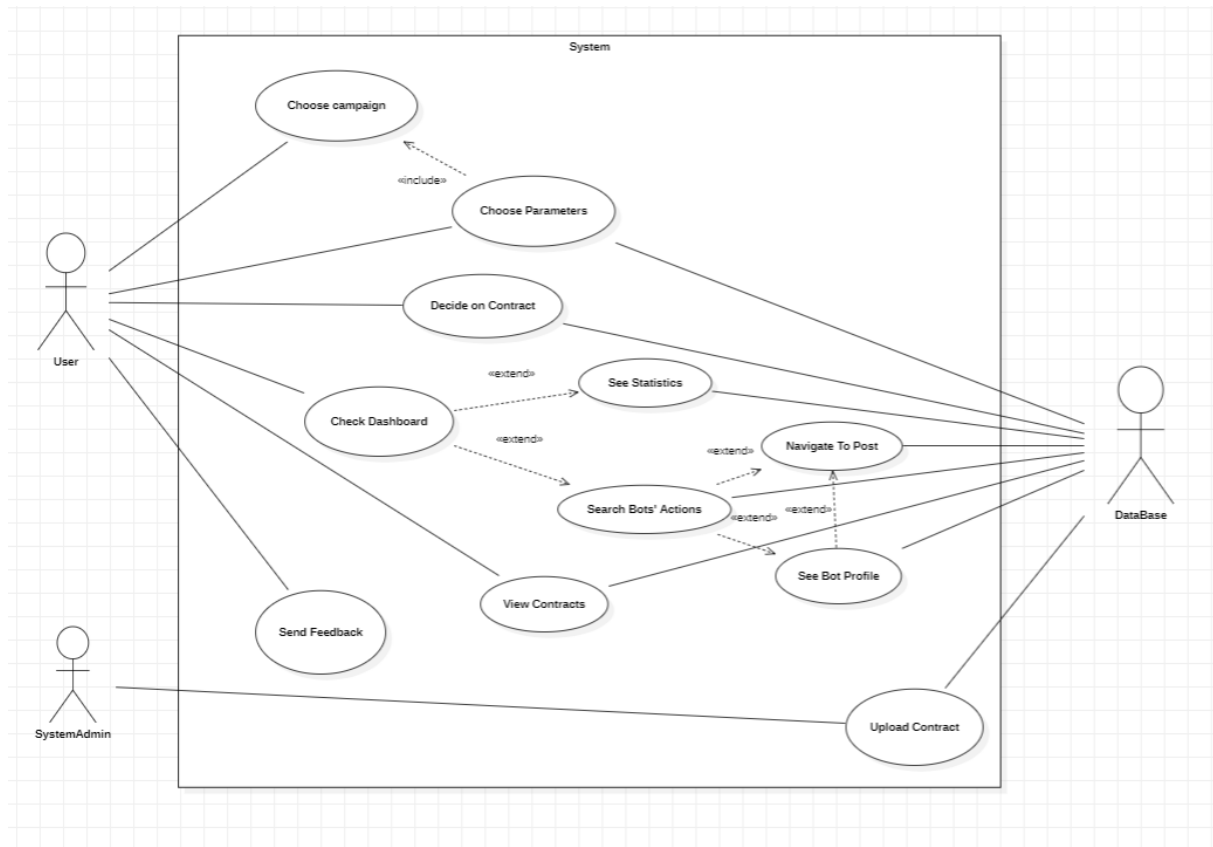 System
Choose campaign
«include»
Choose Parameters
Decide on Contract
User
«extend»
See Statistics
Check Dashboard
«extend»
Navigate To Post
«extend»
Search Bots' Actions
«extend»
«extend»
DataBase
See Bot Profile
View Contracts
Send Feedback
SystemAdmin
Upload Contract